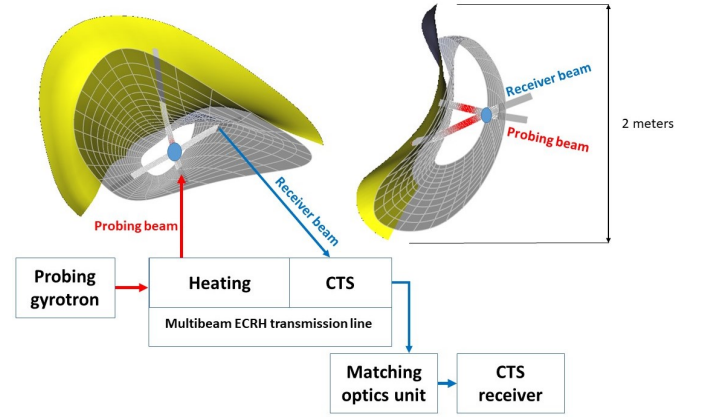 Receiver beam
Probing beam
2 meters
Receiver beam
Probing beam
Probing
gyrotron
Heating
CTS
Multibeam ECRH transmission line
Matching
optics unit
CTS
receiver